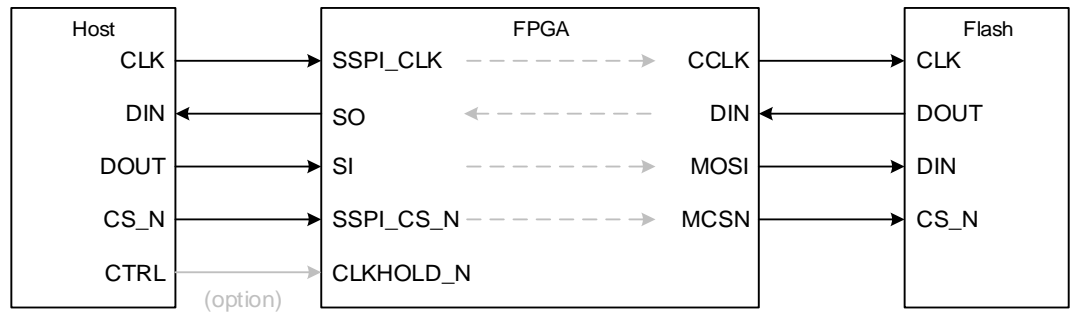 Host FPGA Flash
CLK SSPI_CLK CCLK CLK
DIN SO DIN DOUT
DOUT SI MOSI DIN
CS_N SSPI_CS_N MCSN CS_N
CTRL CLKHOLD_N
(option)